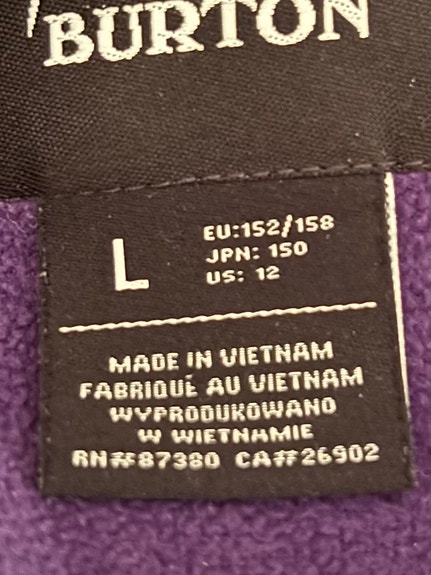 BURTON
L
EU:152/158
JPN: 150
US: 12
MADE IN VIETNAM
FABRIQUÉ AU VIETNAM
WYPRODUKOWANO
W WIETNAMIE
RN#87380 CA#26902